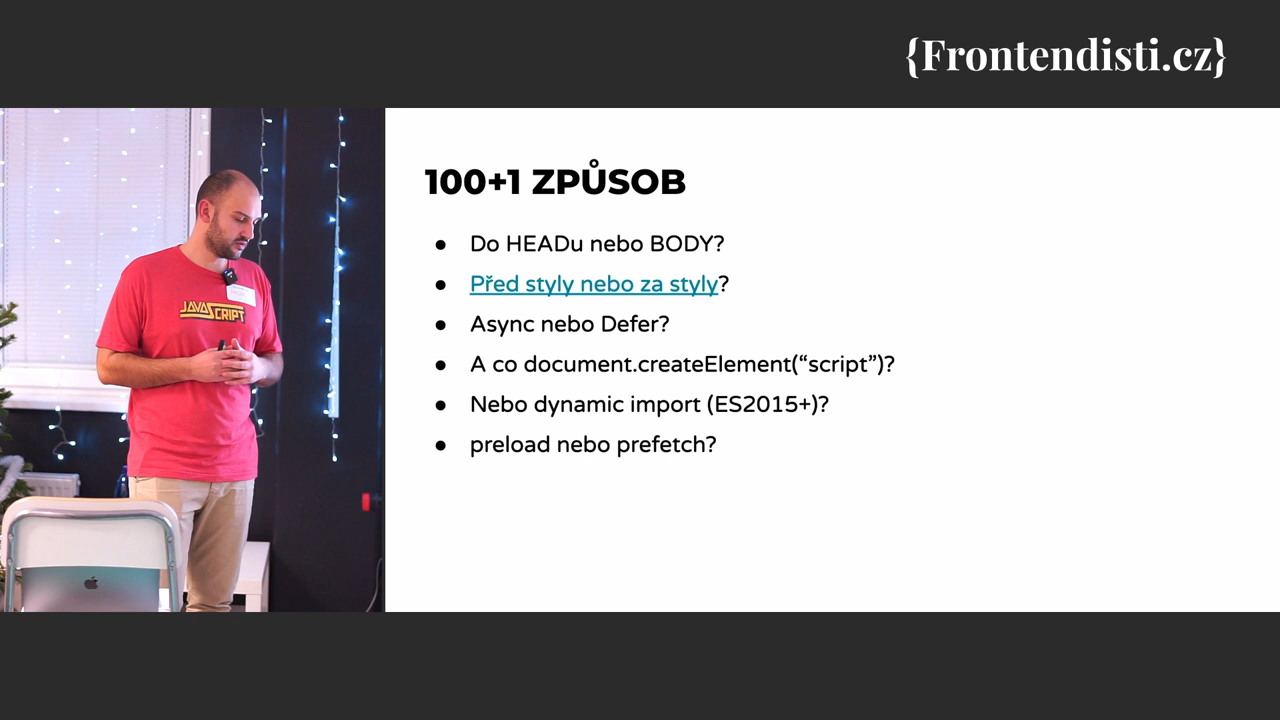 {Frontendisti.cz}
100+1 ZPŮSOB
● Do HEADu nebo BODY?
● Před styly nebo za styly?
● Async nebo Defer?
● A co document.createElement(“script”)?
● Nebo dynamic import (ES2015+)?
● preload nebo prefetch?
JAVASCRIPT